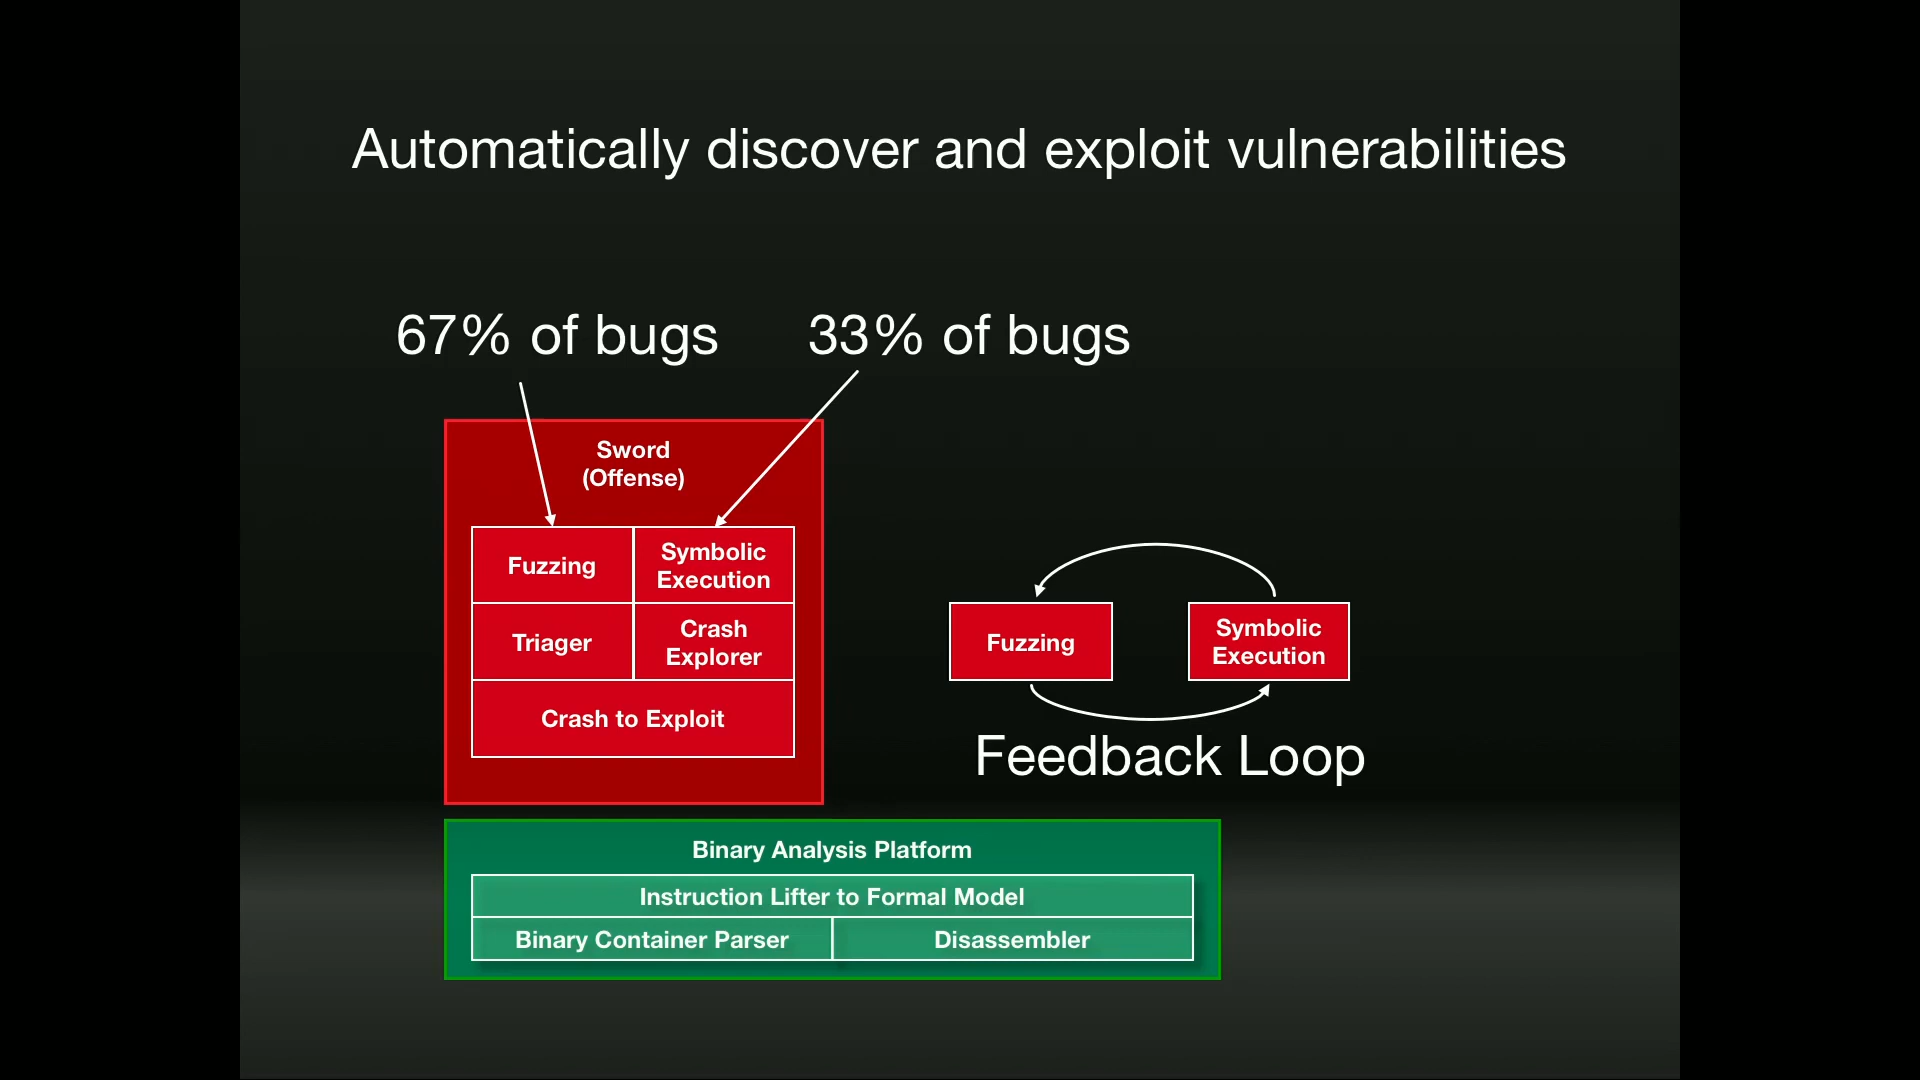 Automatically discover and exploit vulnerabilities
67% of bugs
33% of bugs
Sword
(Offense)
Fuzzing
Symbolic
Execution
Triager
Crash
Explorer
Crash to Exploit
Fuzzing
Symbolic
Execution
Feedback Loop
Binary Analysis Platform
Instruction Lifter to Formal Model
Binary Container Parser
Disassembler